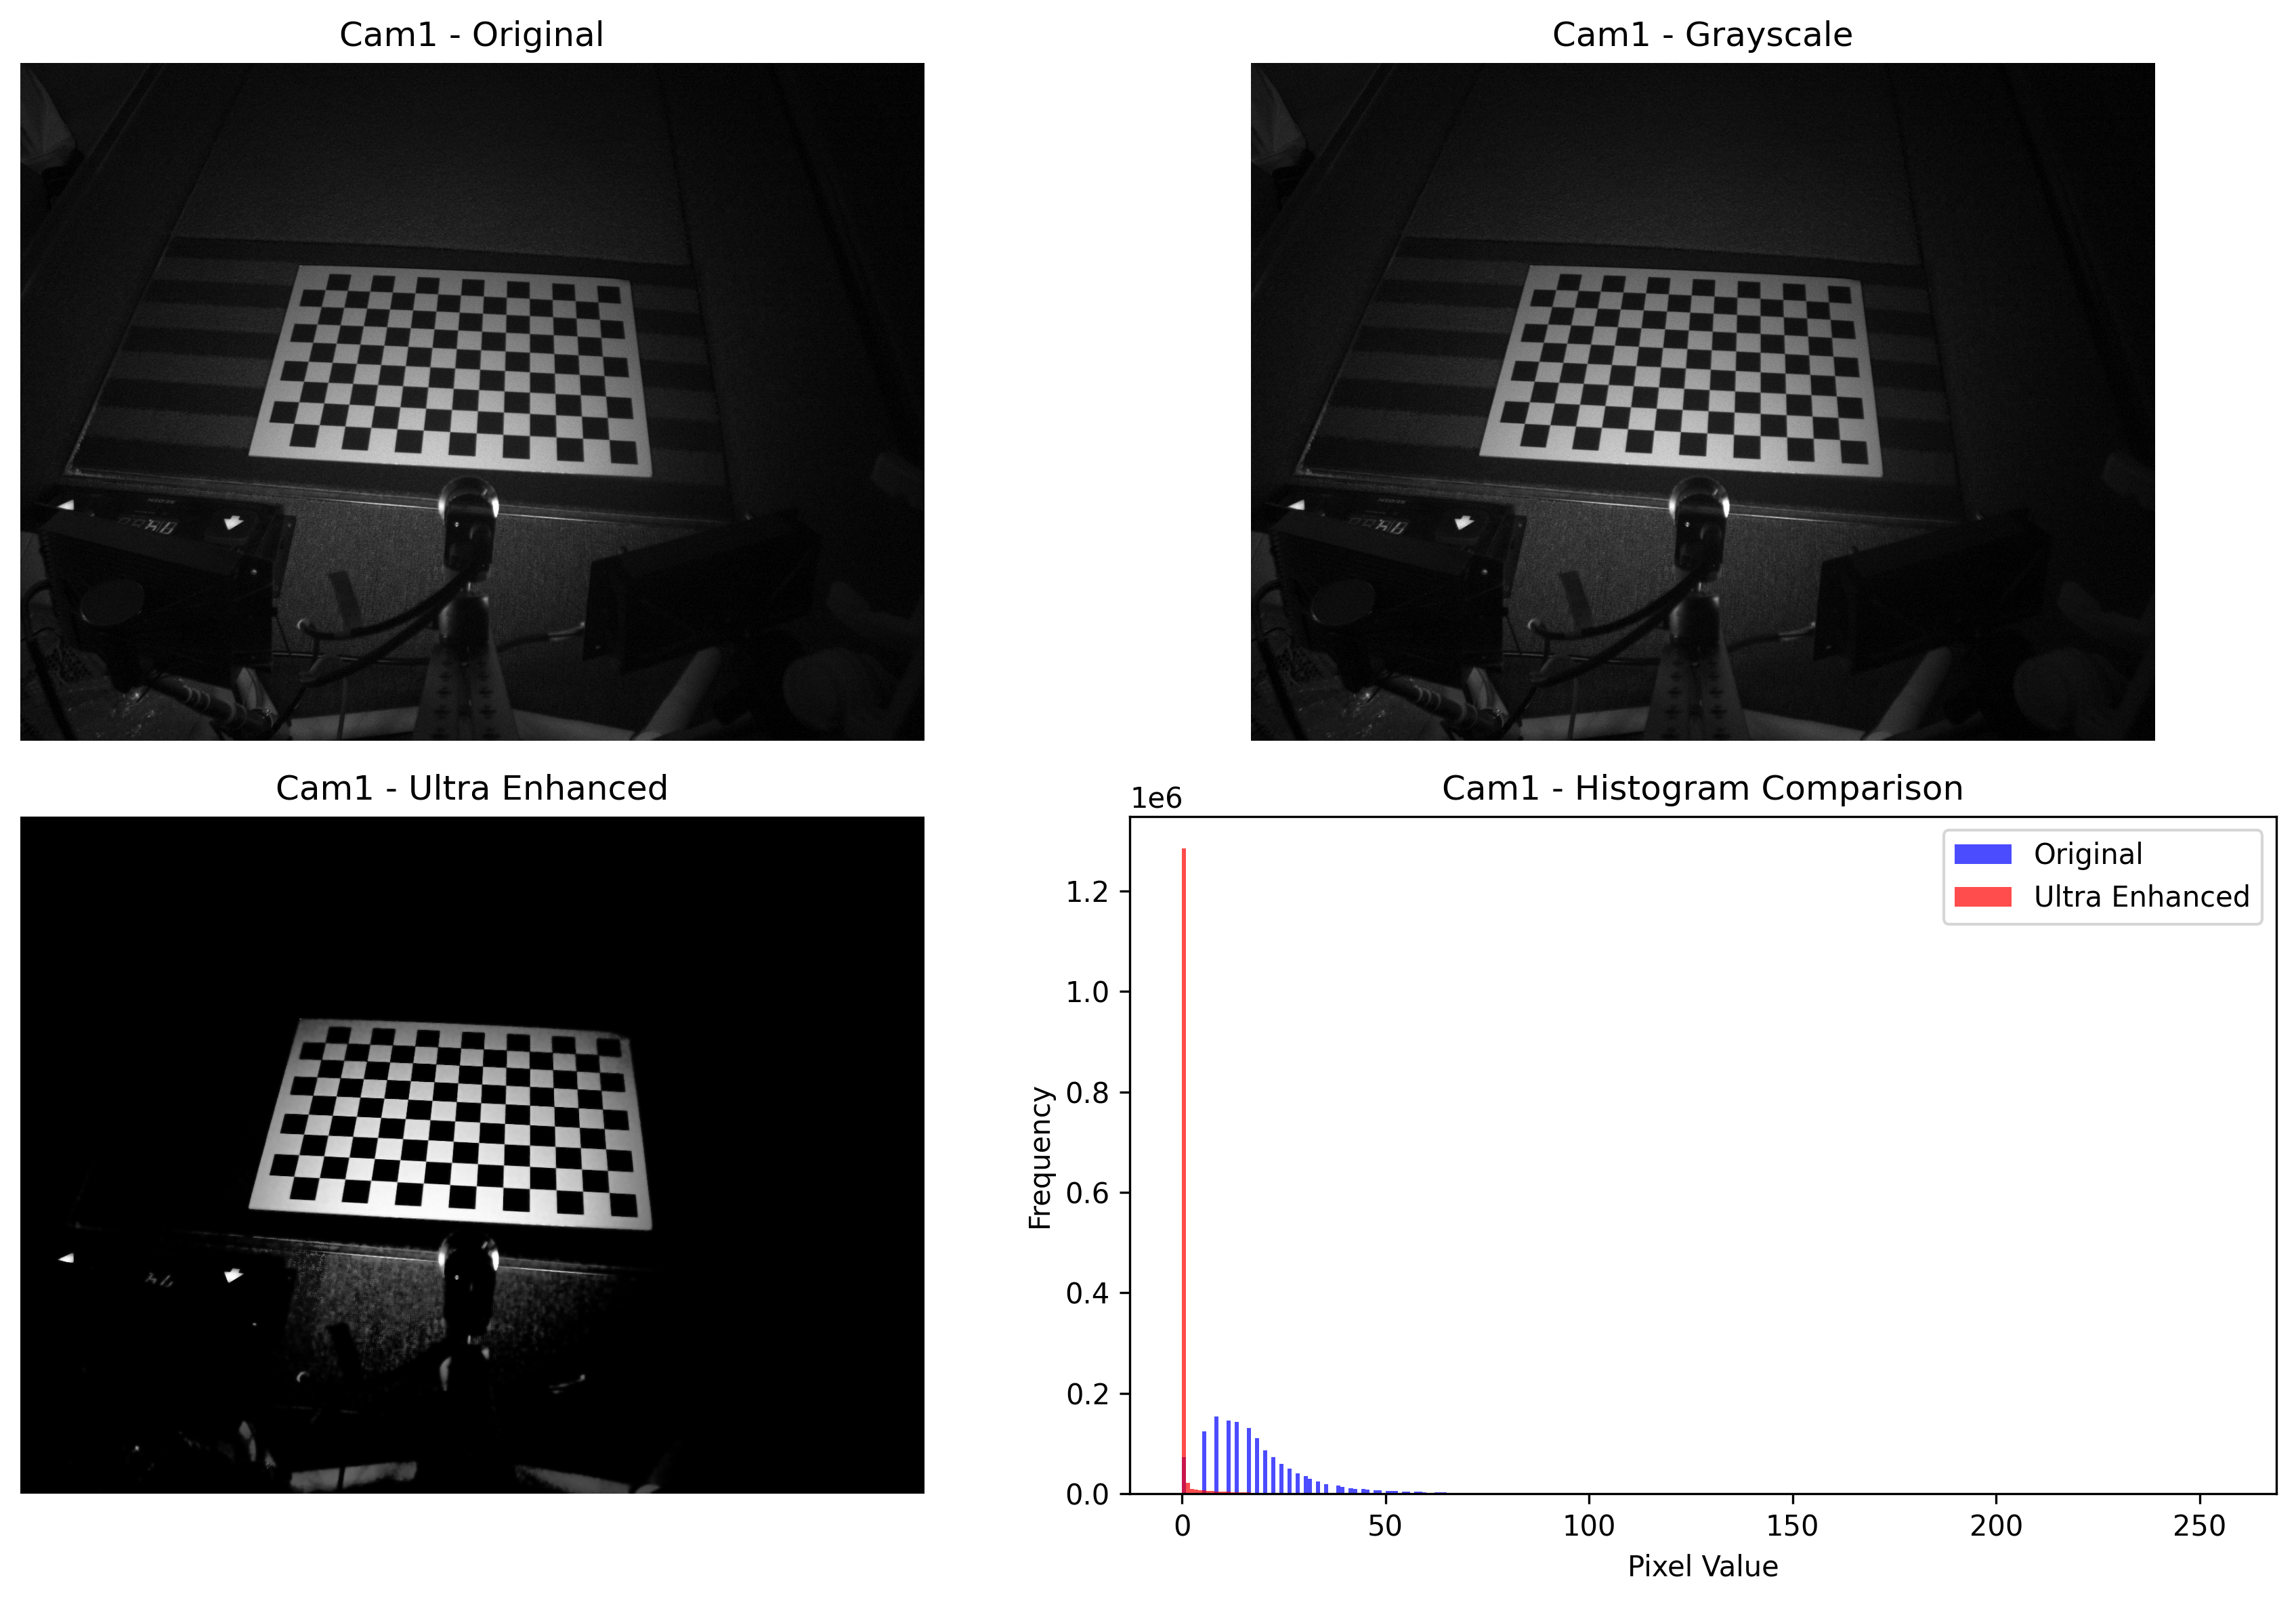 Cam1 - Original
Cam1 - Grayscale
Cam1 - Ultra Enhanced
Cam1 - Histogram Comparison
1e6
Original
Ultra Enhanced
1.2
1.0
0.8
0.6
0.4
0.2
0.0
Frequency
0
50
100
150
200
250
Pixel Value